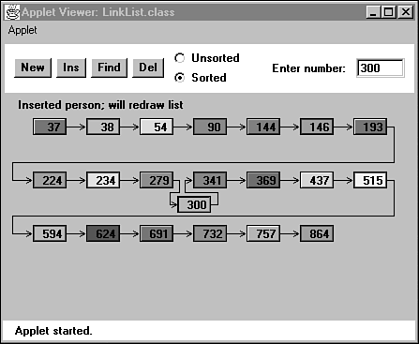 Applet Viewer: LinkList.class
Applet
New Ins Find Del Unsorted Sorted Enter number: 300
Inserted person; will redraw list
37 38 54 90 144 146 193
224 234 279 341 369 437 515
300
594 624 691 732 757 864
Applet started.